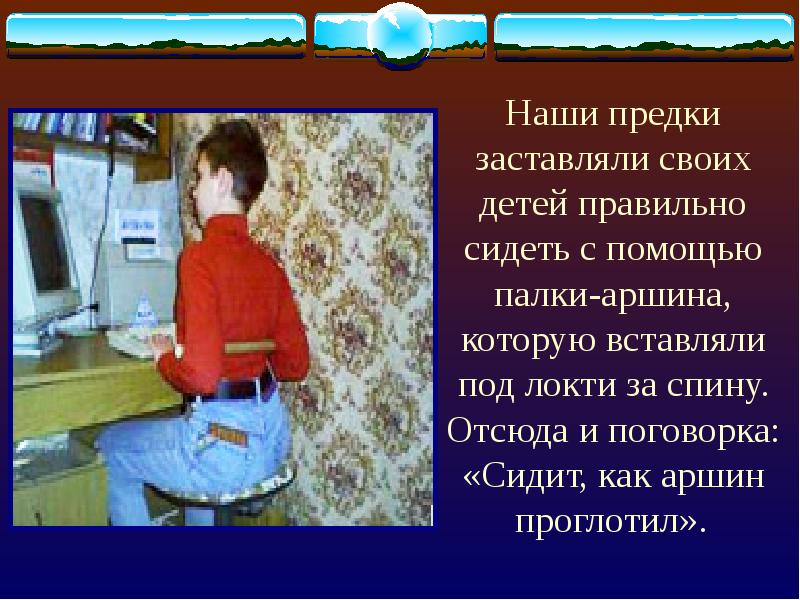 Наши предки
заставляли своих
детей правильно
сидеть с помощью
палки-аршина,
которую вставляли
под локти за спину.
Отсюда и поговорка:
«Сидит, как аршин
проглотил».